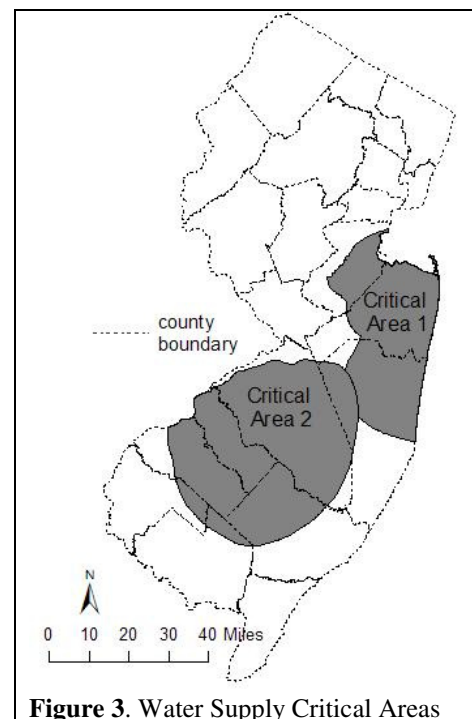 Critical
Area 1
county
boundary
Critical
Area 2
N
0 10 20 30 40 Miles
Figure 3. Water Supply Critical Areas